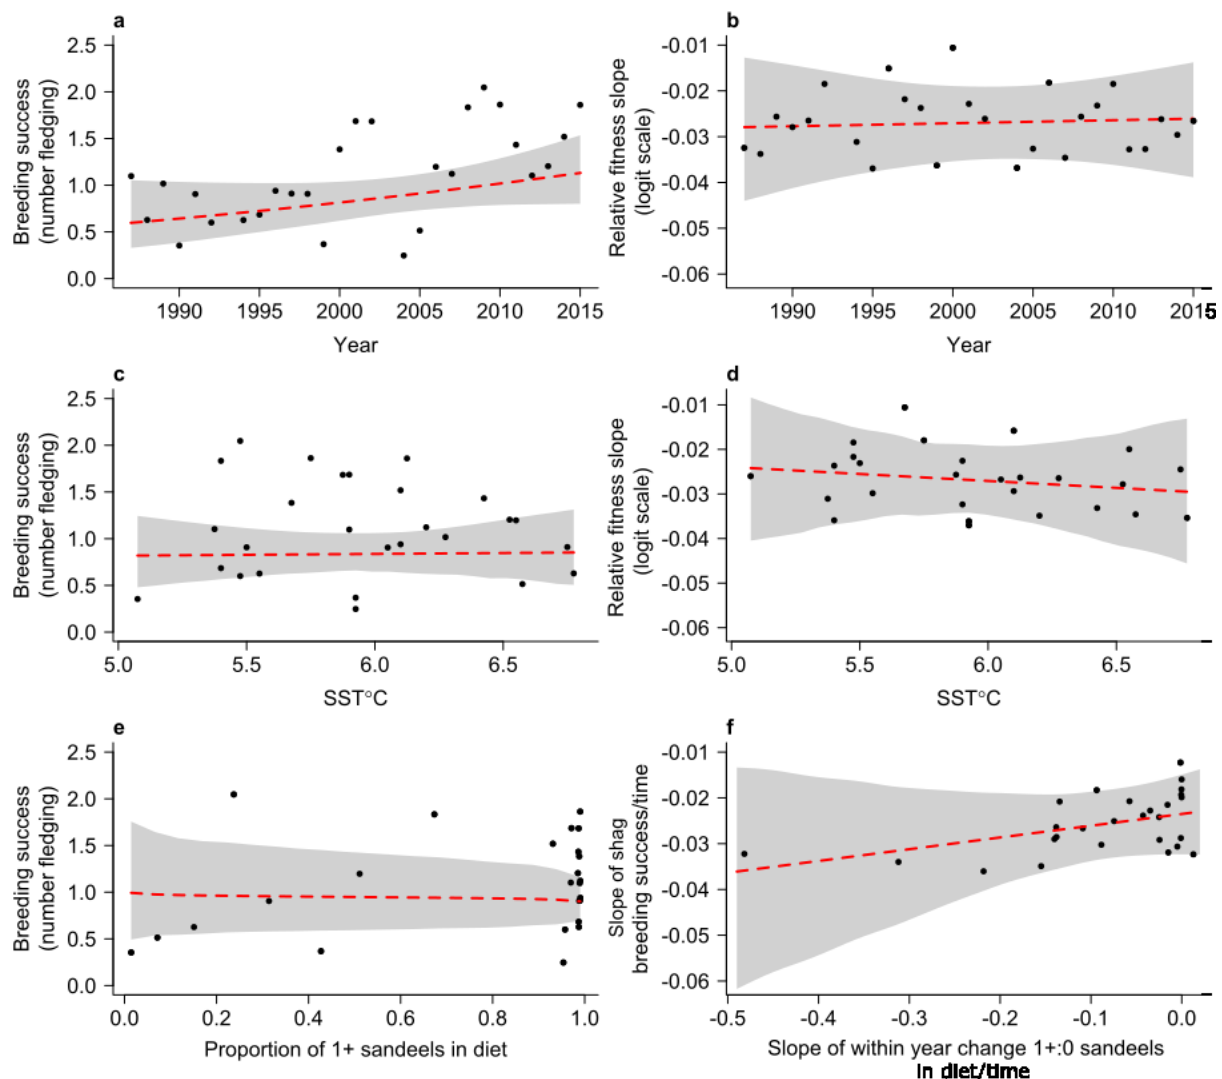 a
Breeding success
(number fledging)
2.5
2.0
1.5
1.0
0.5
0.0
1990 1995 2000 2005 2010 2015
Year
b
Relative fitness slope
(logit scale)
-0.01
-0.02
-0.03
-0.04
-0.05
-0.06
1990 1995 2000 2005 2010 2015 5
Year
c
Breeding success
(number fledging)
2.5
2.0
1.5
1.0
0.5
0.0
5.0 5.5 6.0 6.5
SST°C
d
Relative fitness slope
(logit scale)
-0.01
-0.02
-0.03
-0.04
-0.05
-0.06
5.0 5.5 6.0 6.5
SST°C
e
Breeding success
(number fledging)
2.5
2.0
1.5
1.0
0.5
0.0
0.0 0.2 0.4 0.6 0.8 1.0
Proportion of 1+ sandeels in diet
f
Slope of shag
breeding success/time
-0.01
-0.02
-0.03
-0.04
-0.05
-0.06
-0.5 -0.4 -0.3 -0.2 -0.1 0.0
Slope of within year change 1+:0 sandeels
in diet/time